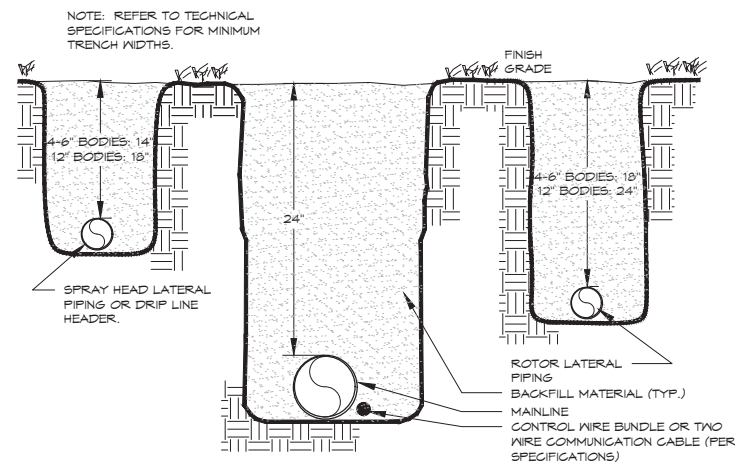 NOTE: REFER TO TECHNICAL
SPECIFICATIONS FOR MINIMUM
TRENCH WIDTHS.
FINISH
GRADE
4-6" BODIES: 14"
12" BODIES: 18"
24"
4-6" BODIES: 18"
12" BODIES: 24"
SPRAY HEAD LATERAL
PIPING OR DRIP LINE
HEADER.
ROTOR LATERAL
PIPING
BACKFILL MATERIAL (TYP.)
MAINLINE
CONTROL WIRE BUNDLE OR TWO
WIRE COMMUNICATION CABLE (PER
SPECIFICATIONS)